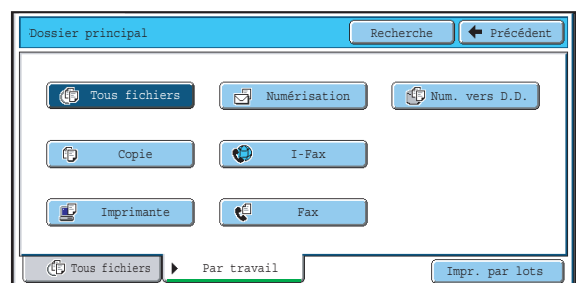 Dossier principal
Recherche
Précédent
Tous fichiers
Numérisation
Num. vers D.D.
Copie
I-Fax
Imprimante
Fax
Tous fichiers
Par travail
Impr. par lots